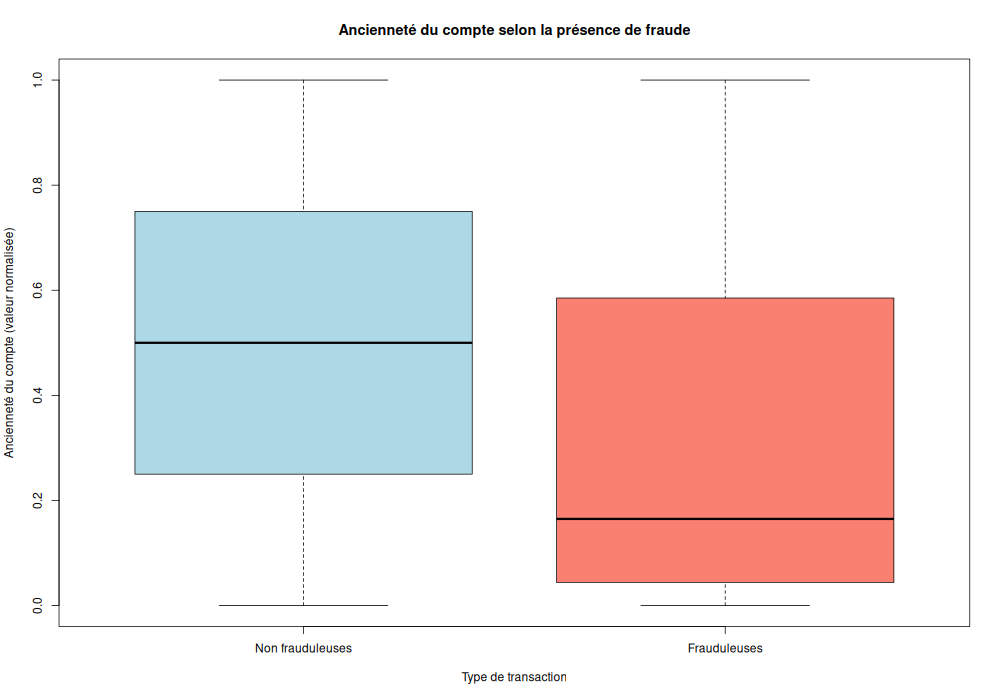 Ancienneté du compte selon la présence de fraude
Ancienneté du compte (valeur normalisée)
1.0
0.8
0.6
0.4
0.2
0.0
Non frauduleuses
Frauduleuses
Type de transaction